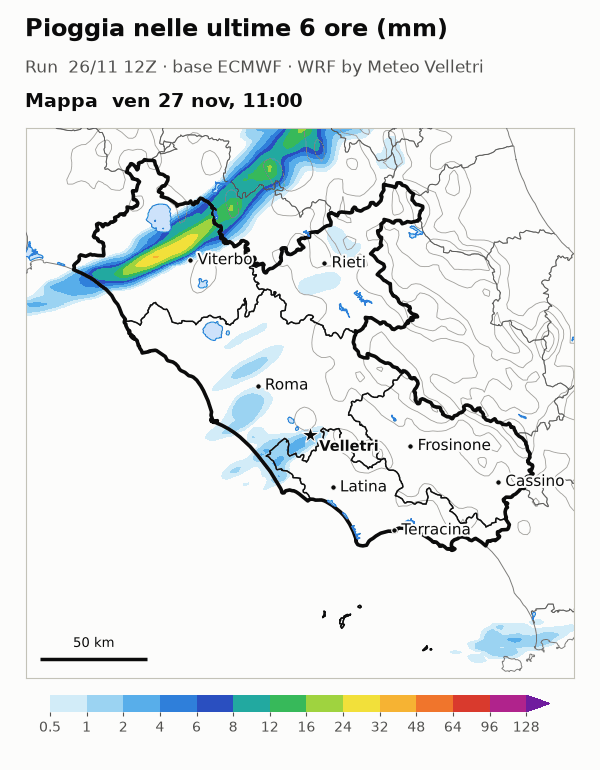 Pioggia nelle ultime 6 ore (mm)
Run  26/11 12Z · base ECMWF · WRF by Meteo Velletri
Mappa  ven 27 nov, 11:00
Viterbo
Rieti
Roma
Velletri
Frosinone
Latina
Cassino
Terracina
50 km
0.5 1 2 4 6 8 12 16 24 32 48 64 96 128